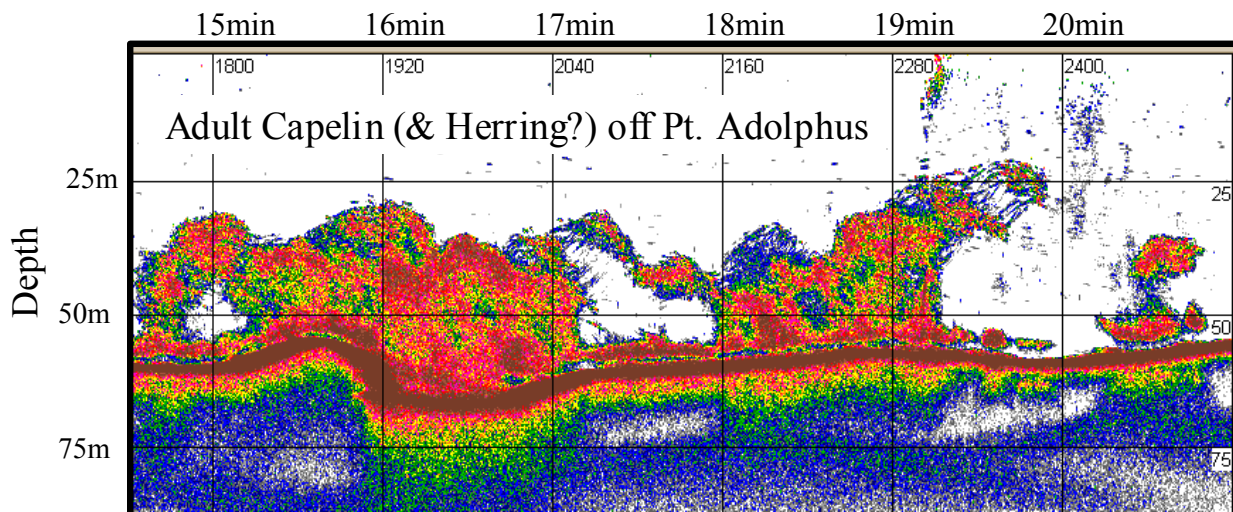 15min 16min 17min 18min 19min 20min
1800 1920 2040 2160 2280 2400
Adult Capelin (& Herring?) off Pt. Adolphus
25m 25
Depth
50m 50
75m 75